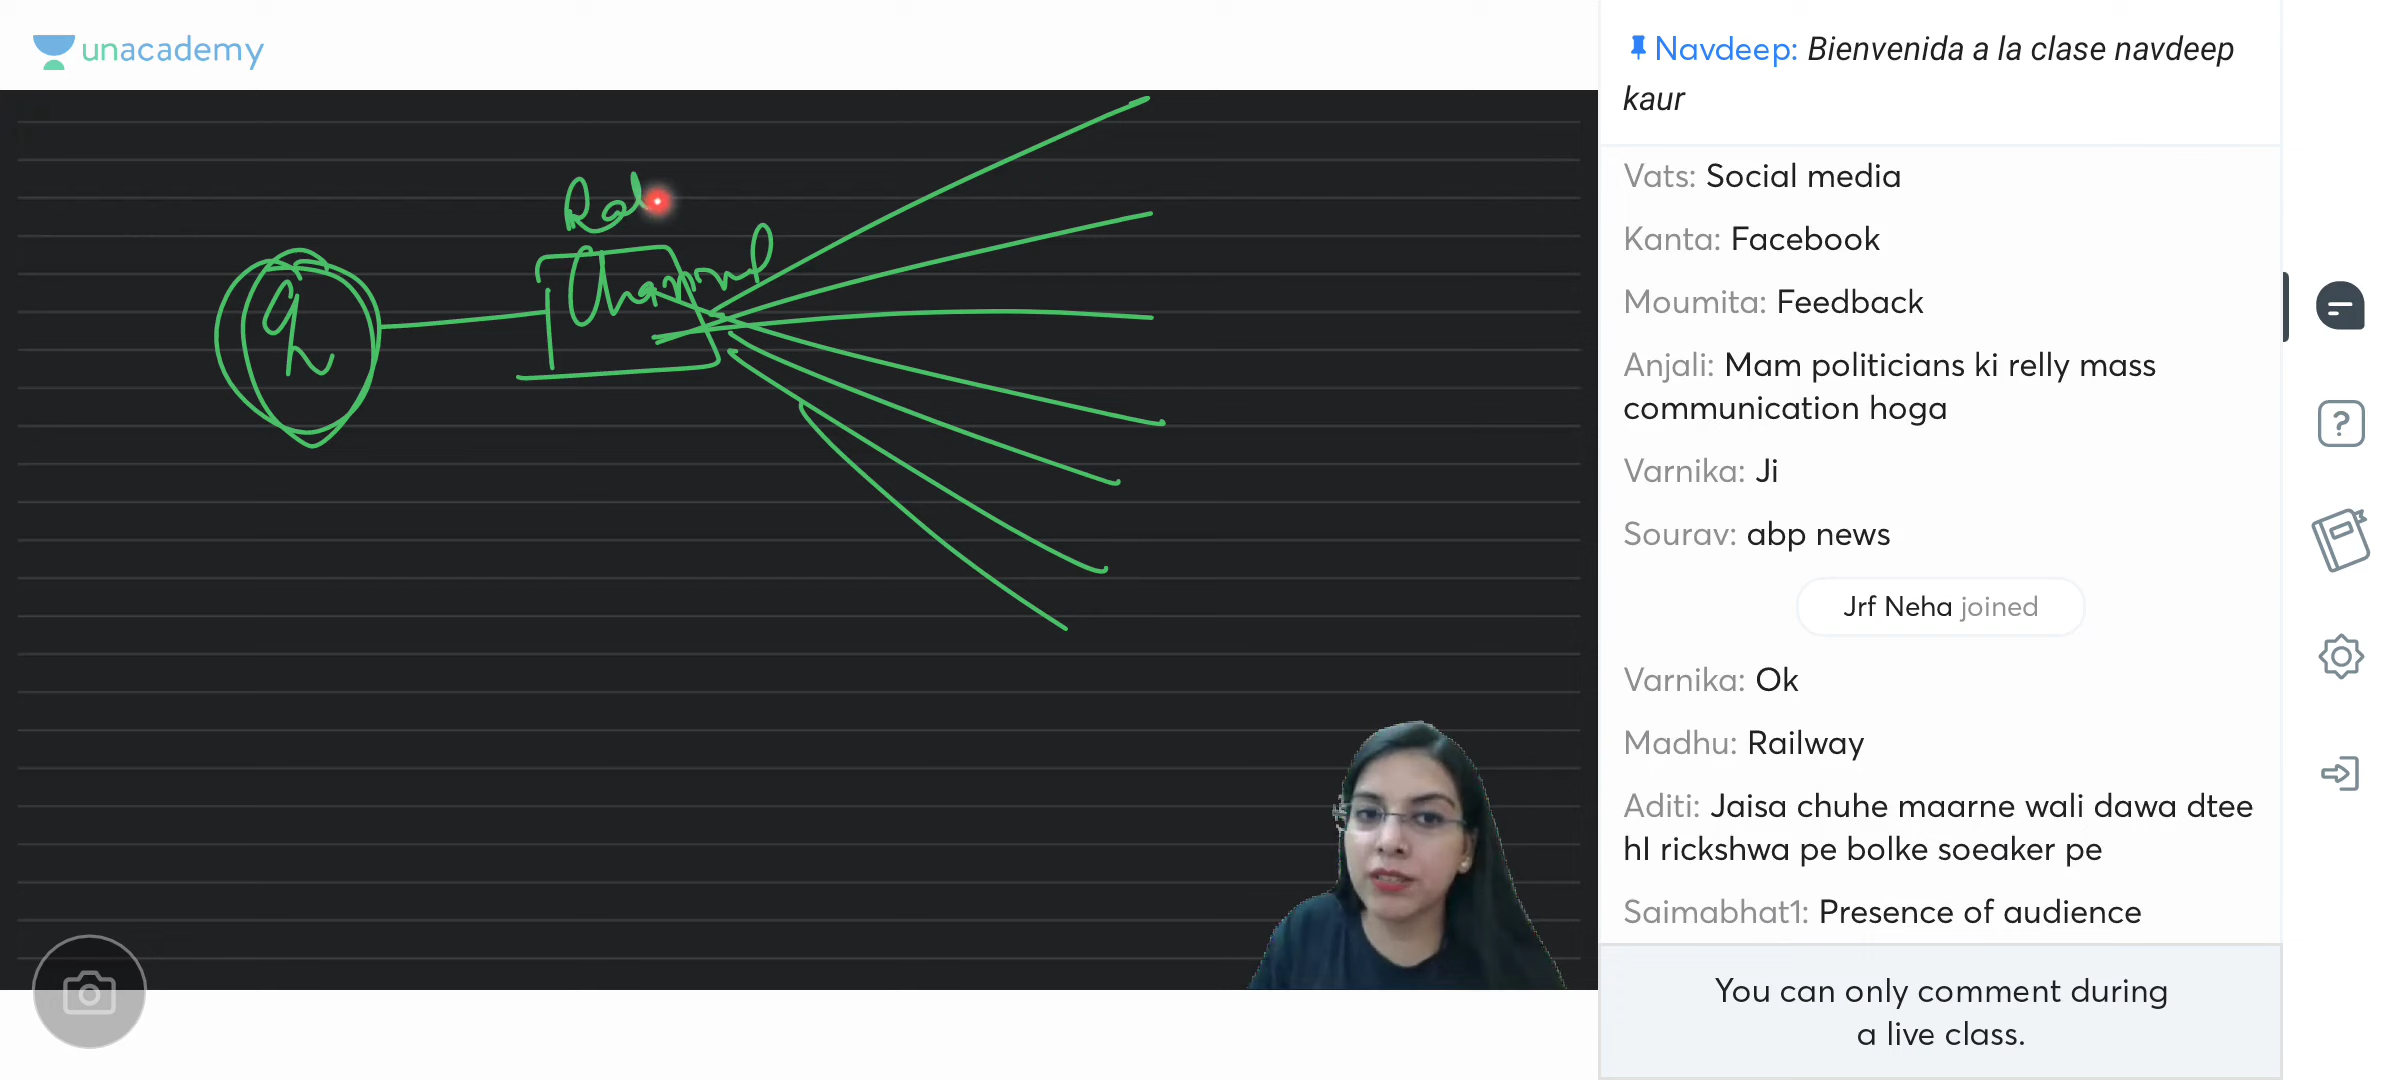 unacademy
Channel
Navdeep: Bienvenida a la clase navdeep
kaur
Vats: Social media
Kanta: Facebook
Moumita: Feedback
Anjali: Mam politicians ki relly mass
communication hoga
Varnika: Ji
Sourav: abp news
Jrf Neha joined
Varnika: Ok
Madhu: Railway
Aditi: Jaisa chuhe maarne wali dawa dtee
hI rickshwa pe bolke soeaker pe
Saimabhat1: Presence of audience
You can only comment during
a live class.
?